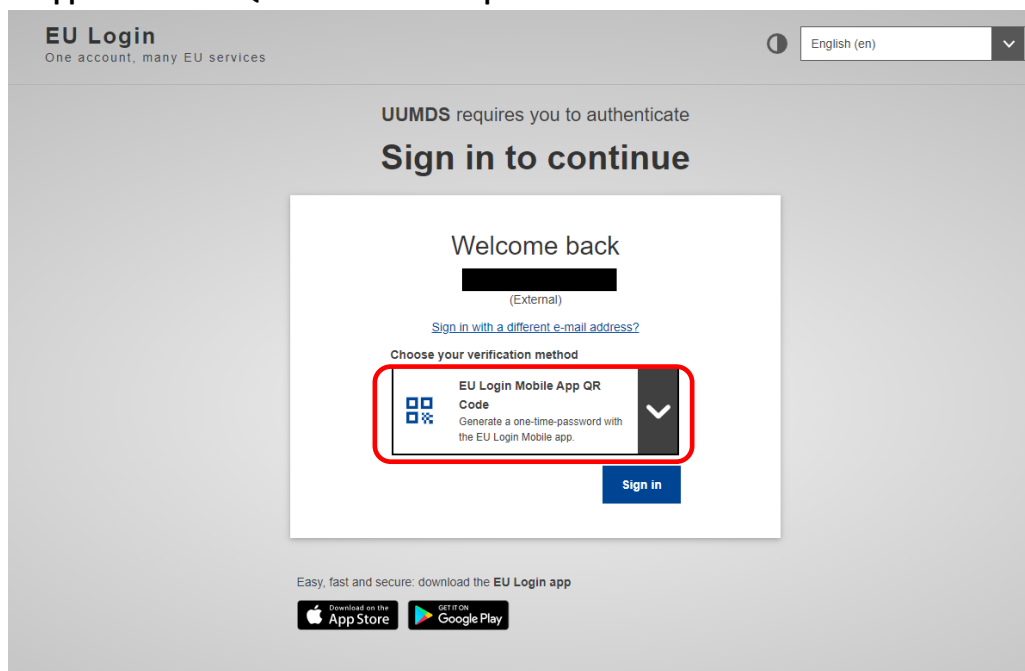 EU Login
One account, many EU services
English (en)
UUMDS requires you to authenticate
Sign in to continue
Welcome back
(External)
Sign in with a different e-mail address?
Choose your verification method
EU Login Mobile App QR
Code
Generate a one-time-password with
the EU Login Mobile app.
Sign in
Easy, fast and secure: download the EU Login app
Download on the
App Store
GET IT ON
Google Play